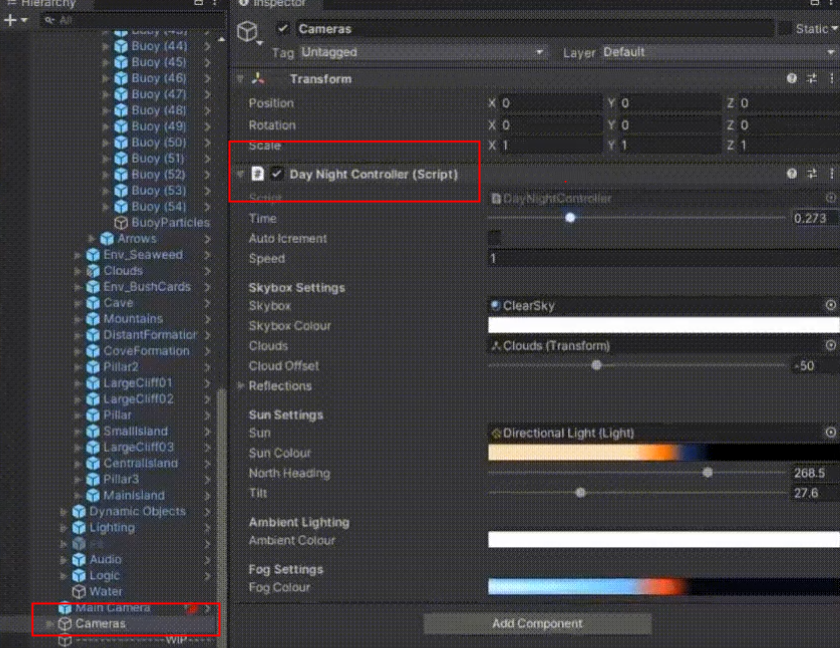 Hierarchy
All
Buoy (43)
Buoy (44)
Buoy (45)
Buoy (46)
Buoy (47)
Buoy (48)
Buoy (49)
Buoy (50)
Buoy (51)
Buoy (52)
Buoy (53)
Buoy (54)
BuoyParticles
Arrows
Env_Seaweed
Clouds
Env_BushCards
Cave
Mountains
DistantFormation
CoveFormation
Pillar2
LargeCliff01
LargeCliff02
Pillar
SmallIsland
LargeCliff03
CentralIsland
Pillar3
MainIsland
Dynamic Objects
Lighting
Audio
Logic
Water
Main Camera
Cameras
WIP
Inspector
Cameras
Static
Tag Untagged
Layer Default
Transform
Position X 0 Y 0 Z 0
Rotation X 0 Y 0 Z 0
Scale X 1 Y 1 Z 1
Day Night Controller (Script)
Script DayNightController
Time 0.273
Auto Icrement
Speed 1
Skybox Settings
Skybox ClearSky
Skybox Colour
Clouds Clouds (Transform)
Cloud Offset -50
Reflections
Sun Settings
Sun Directional Light (Light)
Sun Colour
North Heading 268.5
Tilt 27.6
Ambient Lighting
Ambient Colour
Fog Settings
Fog Colour
Add Component